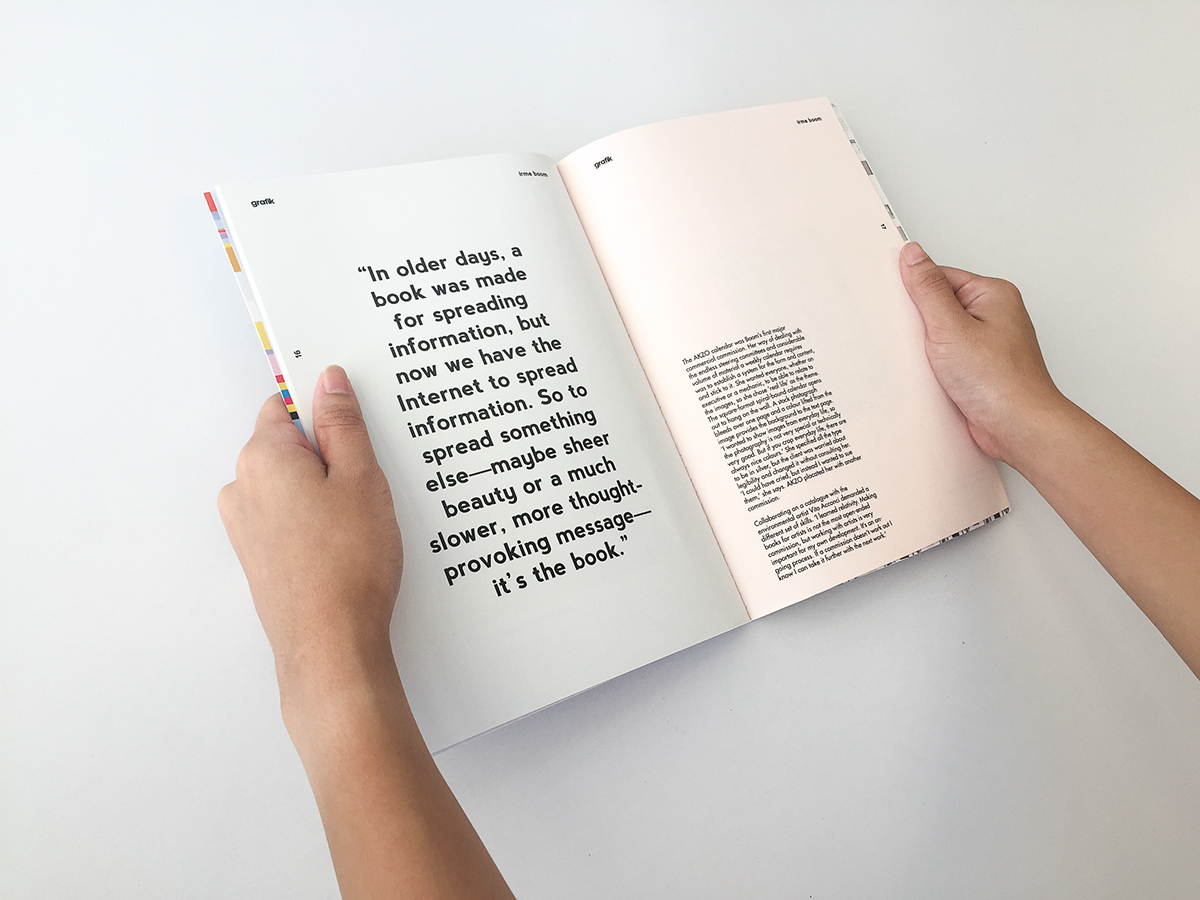 grafik
irma boom
"In older days, a
book was made
for spreading
information, but
now we have the
Internet to spread
information. So to
spread something
else—maybe sheer
beauty or a much
slower, more thought-
provoking message—
it's the book."
16
grafik
irma boom
17
The AKZO calendar was Boom's first major
commercial commission. Her way of dealing with
the endless steering committees and considerable
volume of material a weekly calendar requires
was to establish a system for the form and content,
and stick to it. She wanted everyone, whether an
executive or a mechanic, to be able to relate to
the images, so she chose 'real life' as the theme.
The square-format spiral-bound calendar opens
out to hang on the wall. A stock photograph
bleeds over one page and a colour lifted from the
image provides the background to the text page.
'I wanted to show images from everyday life, so
the photography is not very special or technically
very good. But if you crop everyday life, there are
always nice colours.' She specified all the type
to be in silver, but the client was worried about
legibility and changed it without consulting her.
'I could have cried, but instead I wanted to sue
them,' she says. AKZO placated her with another
commission.
Collaborating on a catalogue with the
environmental artist Vito Acconci demanded a
different set of skills. 'I learned relativity. Making
books for artists is not the most open-ended
commission, but working with artists is very
important for my own development. It's an on-
going process. If a commission doesn't work out I
know I can take it further with the next work.'